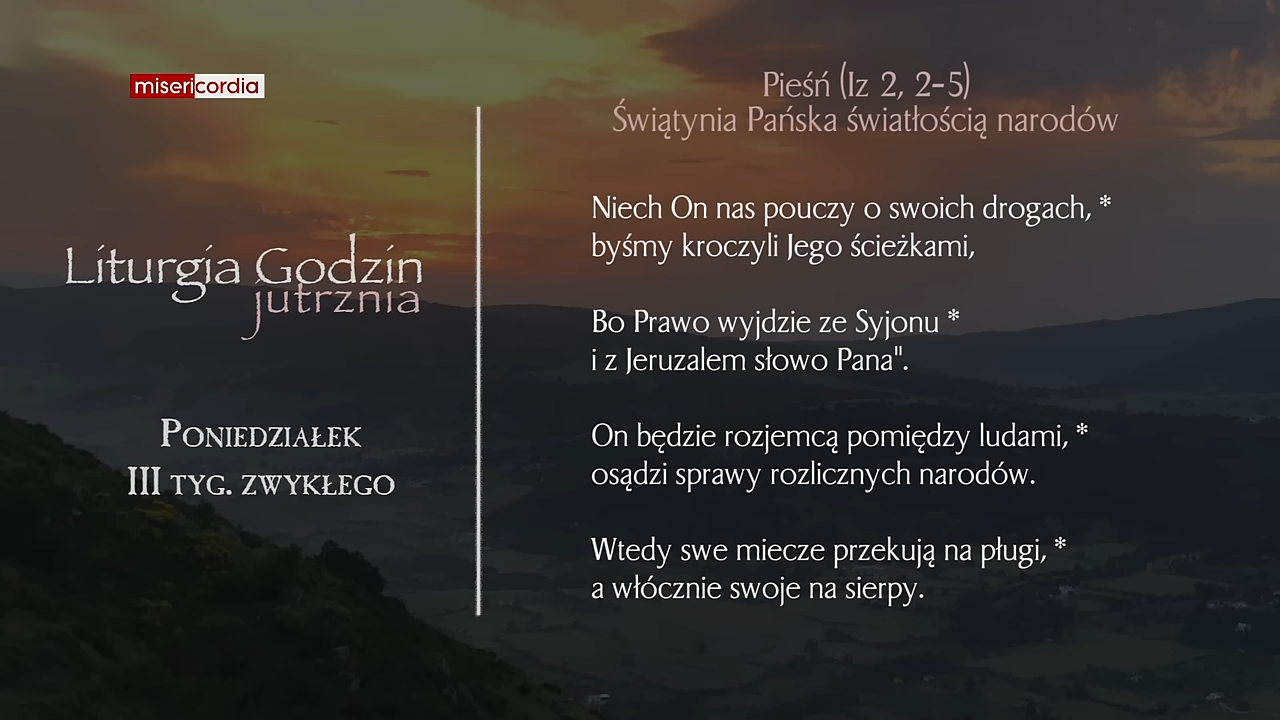 misericordia
Liturgia Godzin
jutrznia
Poniedziałek
III tyg. zwykłego
Pieśń (Iz 2, 2-5)
Świątynia Pańska światłością narodów
Niech On nas pouczy o swoich drogach, *
byśmy kroczyli Jego ścieżkami,
Bo Prawo wyjdzie ze Syjonu *
i z Jeruzalem słowo Pana".
On będzie rozjemcą pomiędzy ludami, *
osądzi sprawy rozlicznych narodów.
Wtedy swe miecze przekują na pługi, *
a włócznie swoje na sierpy.